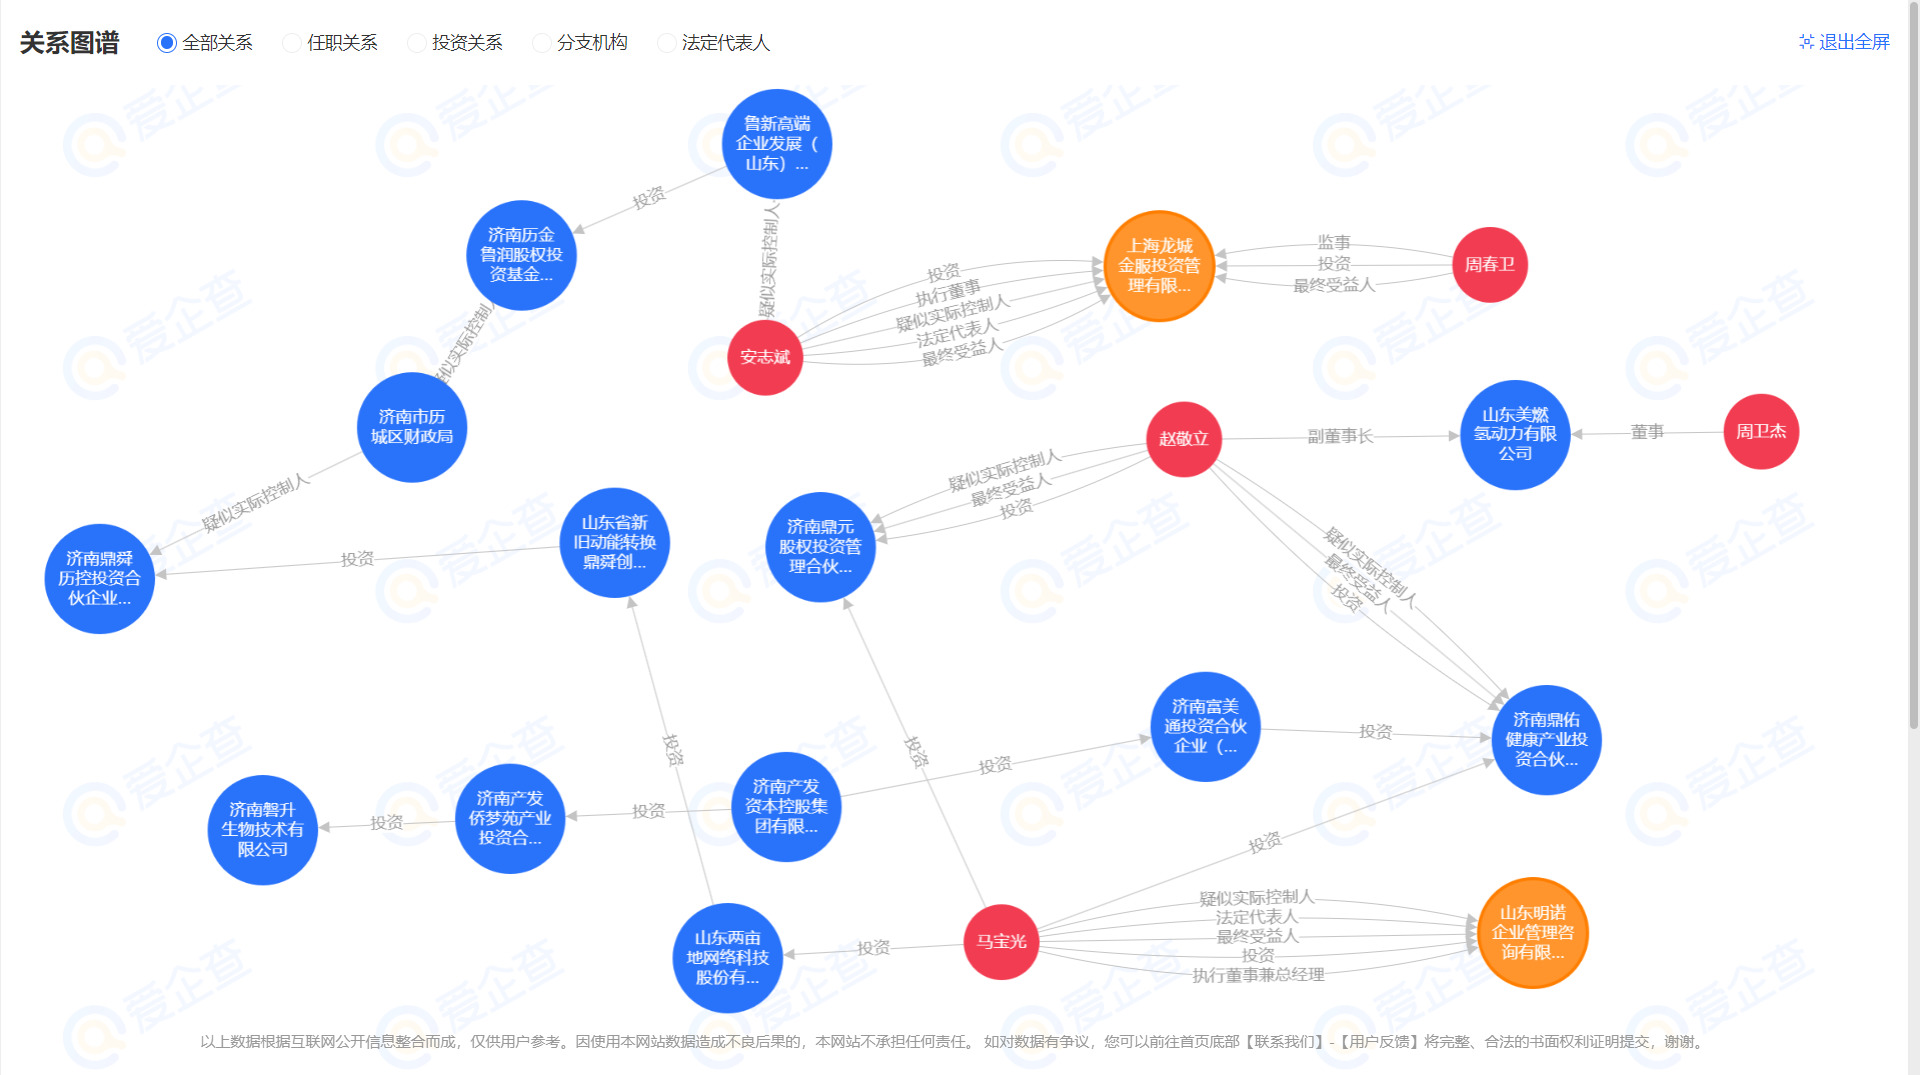 关系图谱
全部关系
任职关系
投资关系
分支机构
法定代表人
退出全屏
鲁新高端
企业发展（
山东）...
投资
济南历金
鲁润股权投
资基金...
疑似实际控制人
上海龙城
金服投资管
理有限...
监事
投资
最终受益人
周春卫
投资
执行董事
疑似实际控制人
法定代表人
最终受益人
安志斌
疑似实际控制人
济南市历
城区财政局
疑似实际控制人
赵敬立
副董事长
山东美燃
氢动力有限
公司
董事
周卫杰
疑似实际控制人
最终受益人
投资
济南鼎舜
历控投资合
伙企业...
投资
山东省新
旧动能转换
鼎舜创...
济南鼎元
股权投资管
理合伙...
疑似实际控制人
最终受益人
投资
投资
投资
济南富美
通投资合伙
企业（...
投资
济南鼎佑
健康产业投
资合伙...
投资
济南磐升
生物技术有
限公司
投资
济南产发
侨梦苑产业
投资合...
投资
济南产发
资本控股集
团有限...
投资
山东两亩
地网络科技
股份有...
投资
马宝光
疑似实际控制人
法定代表人
最终受益人
投资
执行董事兼总经理
山东明诺
企业管理咨
询有限...
以上数据根据互联网公开信息整合而成，仅供用户参考。因使用本网站数据造成不良后果的，本网站不承担任何责任。 如对数据有争议，您可以前往首页底部【联系我们】-【用户反馈】将完整、合法的书面权利证明提交，谢谢。
爱企查